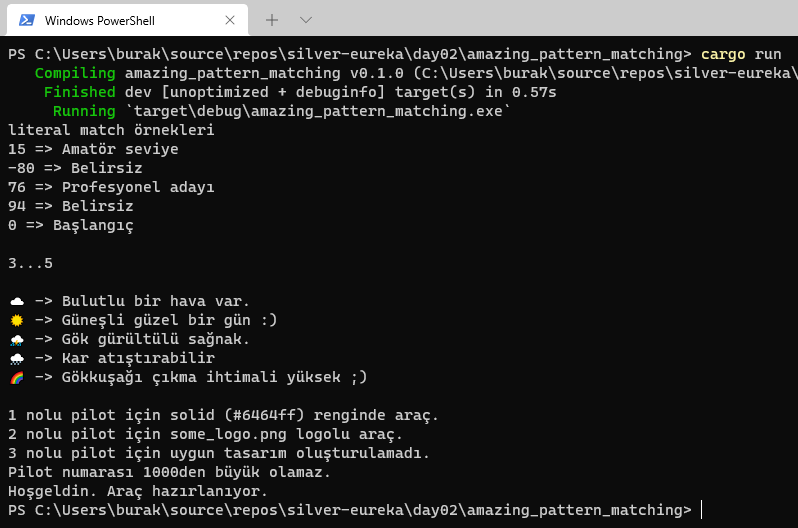 Windows PowerShell
PS C:\Users\burak\source\repos\silver-eureka\day02\amazing_pattern_matching> cargo run
Compiling amazing_pattern_matching v0.1.0 (C:\Users\burak\source\repos\silver-eureka\
Finished dev [unoptimized + debuginfo] target(s) in 0.57s
Running `target\debug\amazing_pattern_matching.exe`
literal match örnekleri
15 => Amatör seviye
-80 => Belirsiz
76 => Profesyonel adayı
94 => Belirsiz
0 => Başlangıç
3...5
☁ -> Bulutlu bir hava var.
☀ -> Güneşli güzel bir gün :)
⛈ -> Gök gürültülü sağnak.
🌨 -> Kar atıştırabilir
🌈 -> Gökkuşağı çıkma ihtimali yüksek ;)
1 nolu pilot için solid (#6464ff) renginde araç.
2 nolu pilot için some_logo.png logolu araç.
3 nolu pilot için uygun tasarım oluşturulamadı.
Pilot numarası 1000den büyük olamaz.
Hoşgeldin. Araç hazırlanıyor.
PS C:\Users\burak\source\repos\silver-eureka\day02\amazing_pattern_matching>